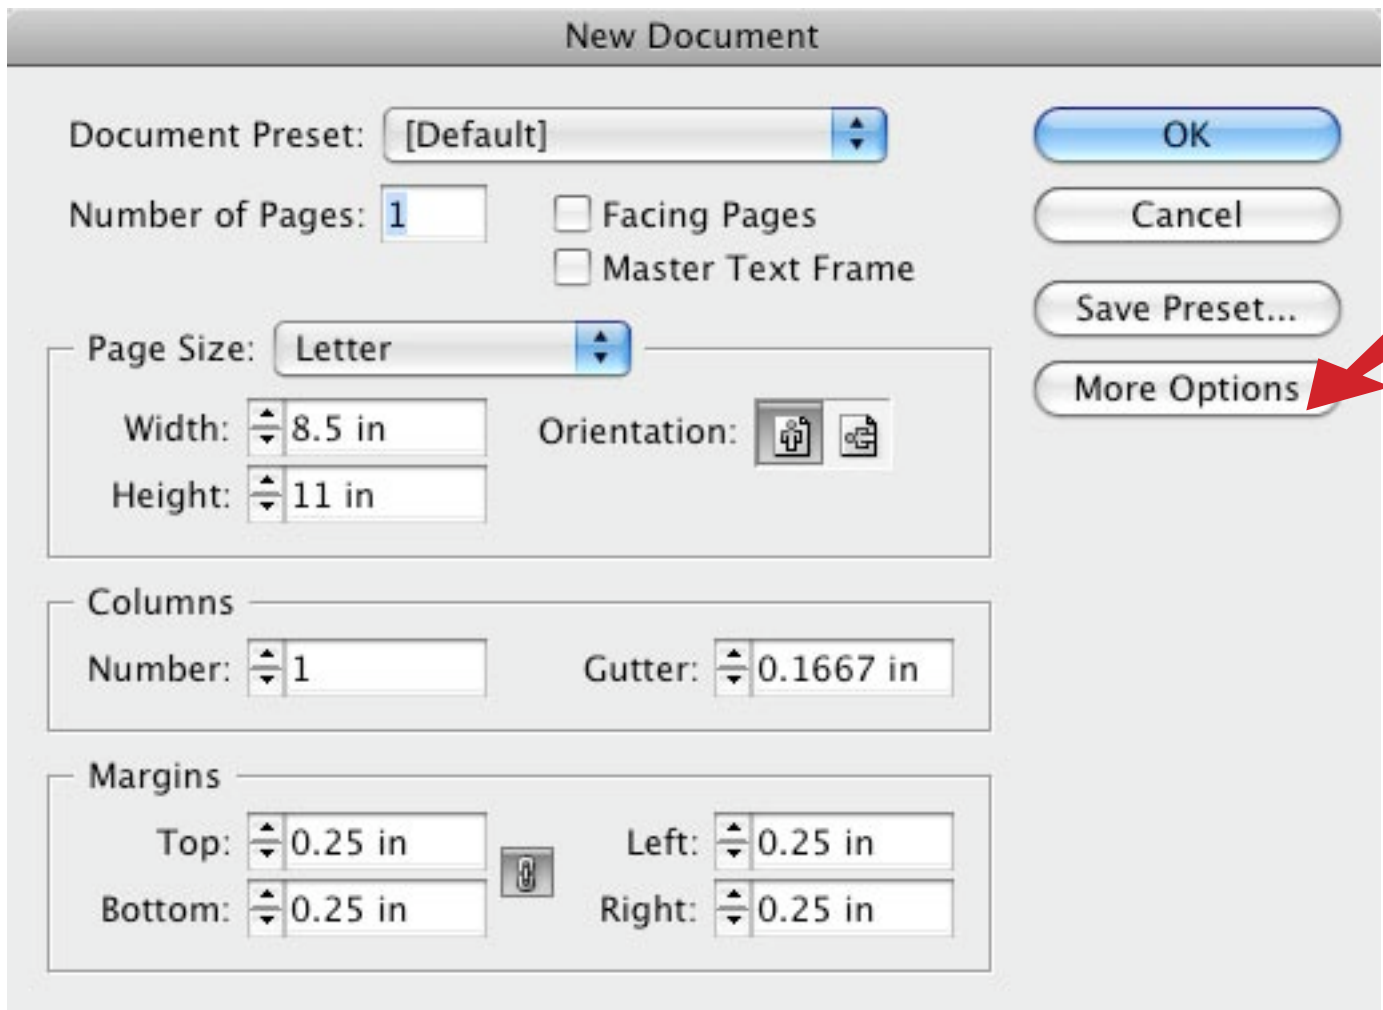 New Document
Document Preset: [Default]
OK
Number of Pages: 1
Facing Pages
Cancel
Master Text Frame
Save Preset...
Page Size: Letter
More Options
Width: 8.5 in
Orientation:
Height: 11 in
Columns
Number: 1
Gutter: 0.1667 in
Margins
Top: 0.25 in
Left: 0.25 in
Bottom: 0.25 in
Right: 0.25 in